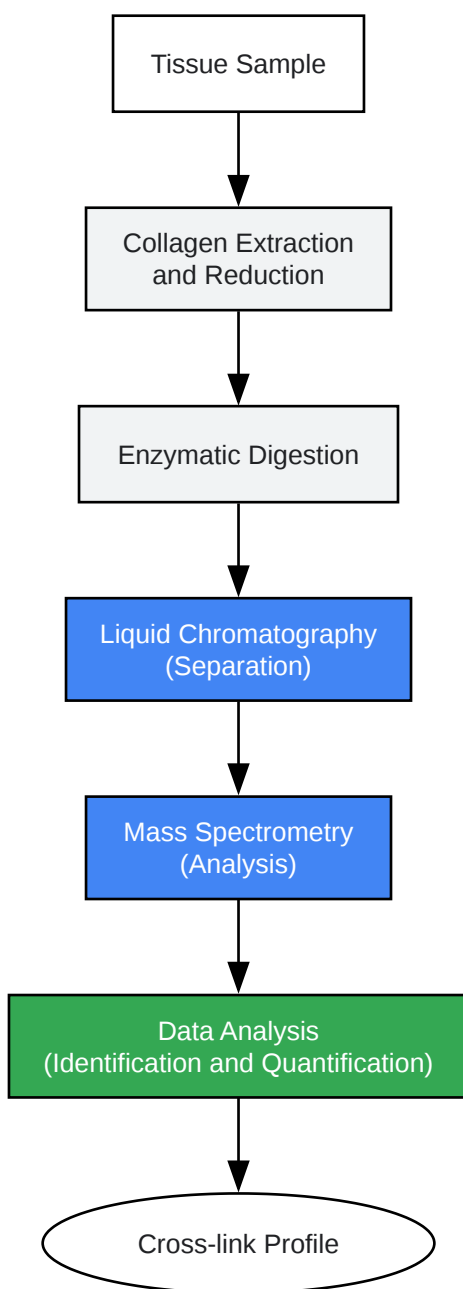 Tissue Sample
Collagen Extraction
and Reduction
Enzymatic Digestion
Liquid Chromatography
(Separation)
Mass Spectrometry
(Analysis)
Data Analysis
(Identification and Quantification)
Cross-link Profile